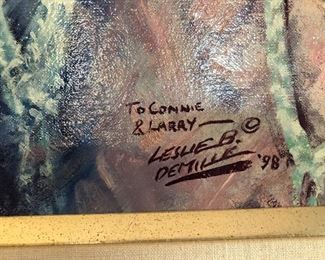 TO CONNIE
& LARRY—
LESLIE B. ©
DEMILLE '98